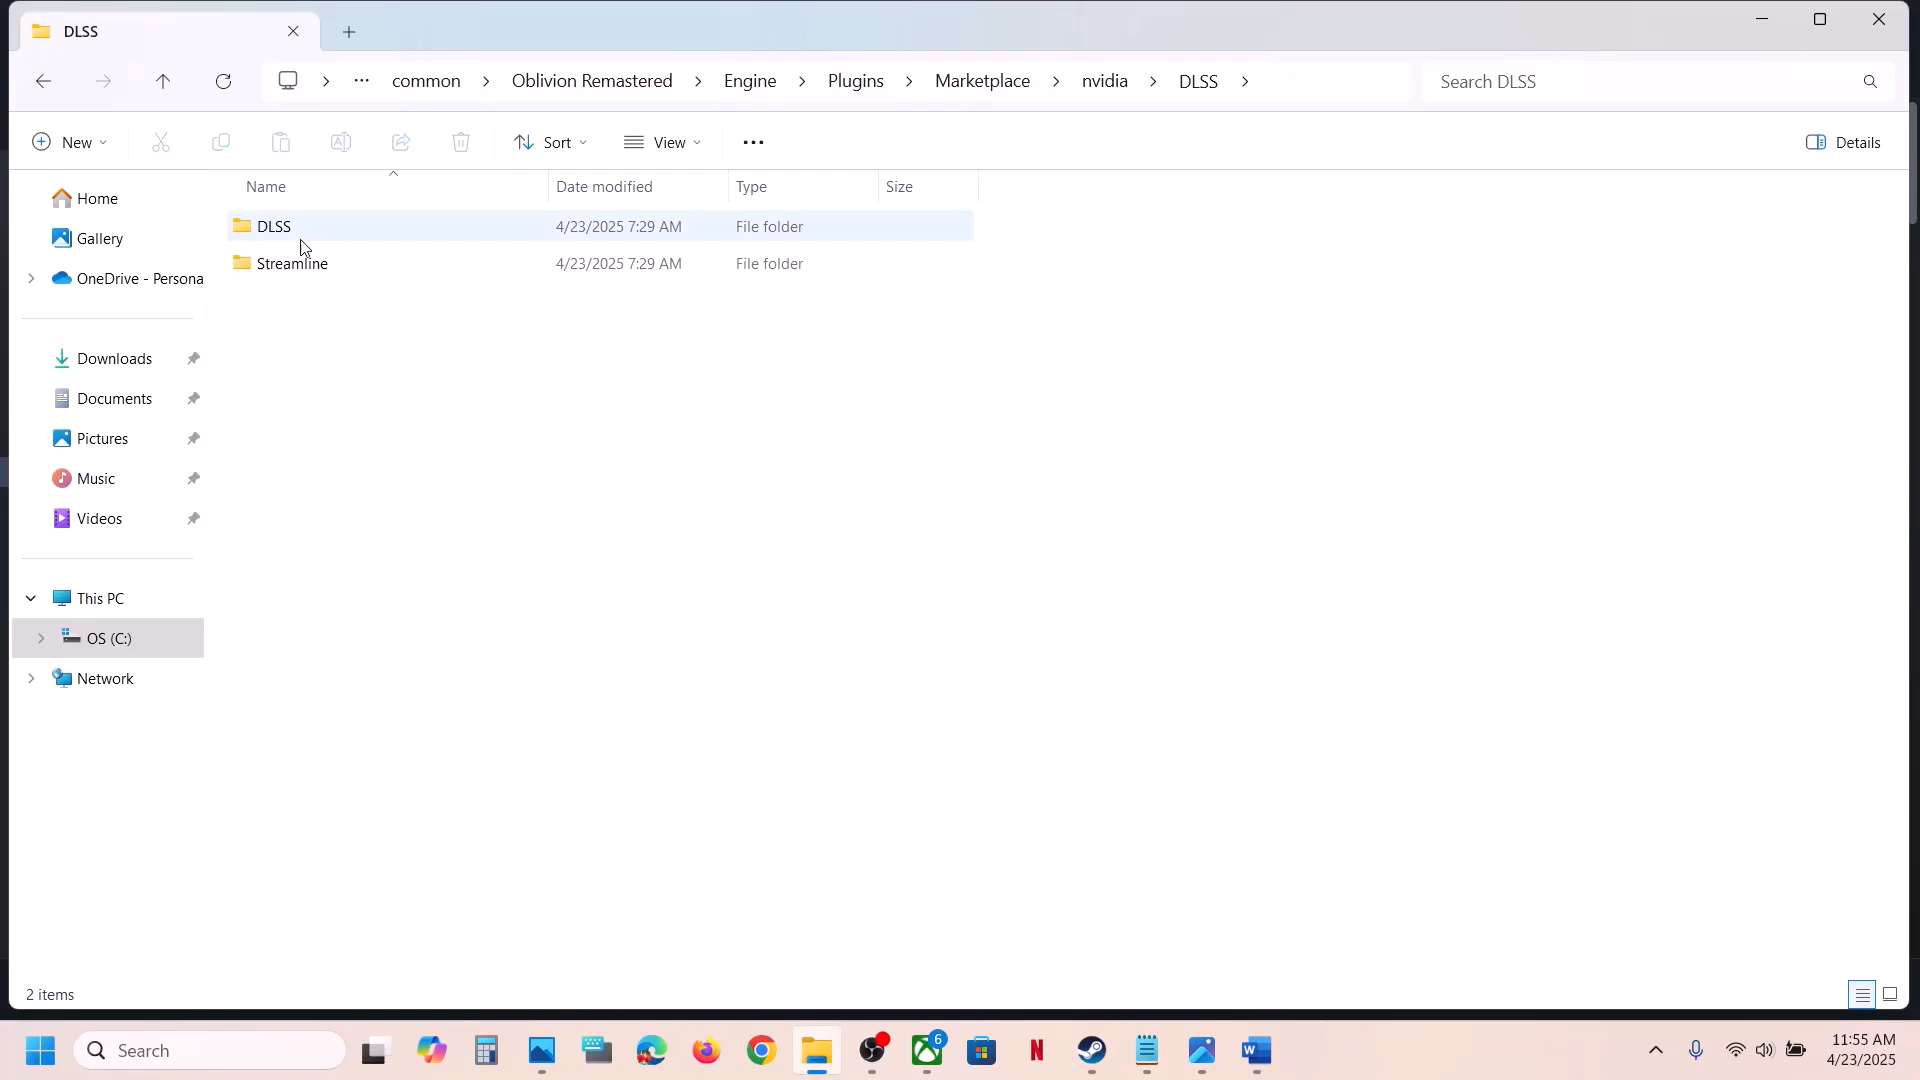 DLSS
common > Oblivion Remastered > Engine > Plugins > Marketplace > nvidia > DLSS >
Search DLSS
New
Sort
View
Details
Name
Date modified
Type
Size
DLSS 4/23/2025 7:29 AM File folder
Streamline 4/23/2025 7:29 AM File folder
Home
Gallery
OneDrive - Persona
Downloads
Documents
Pictures
Music
Videos
This PC
OS (C:)
Network
2 items
Search
6
11:55 AM
4/23/2025